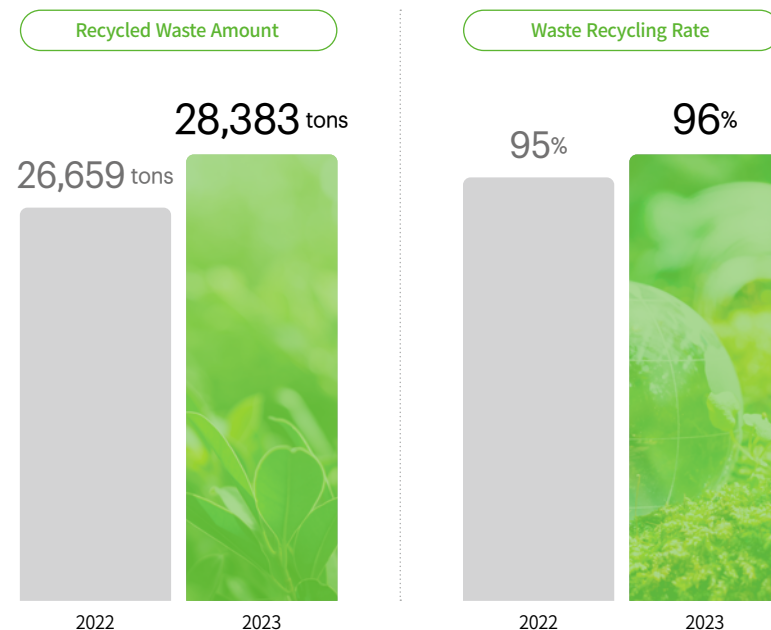 Recycled Waste Amount
28,383 tons
26,659 tons
2022
2023
Waste Recycling Rate
96%
95%
2022
2023